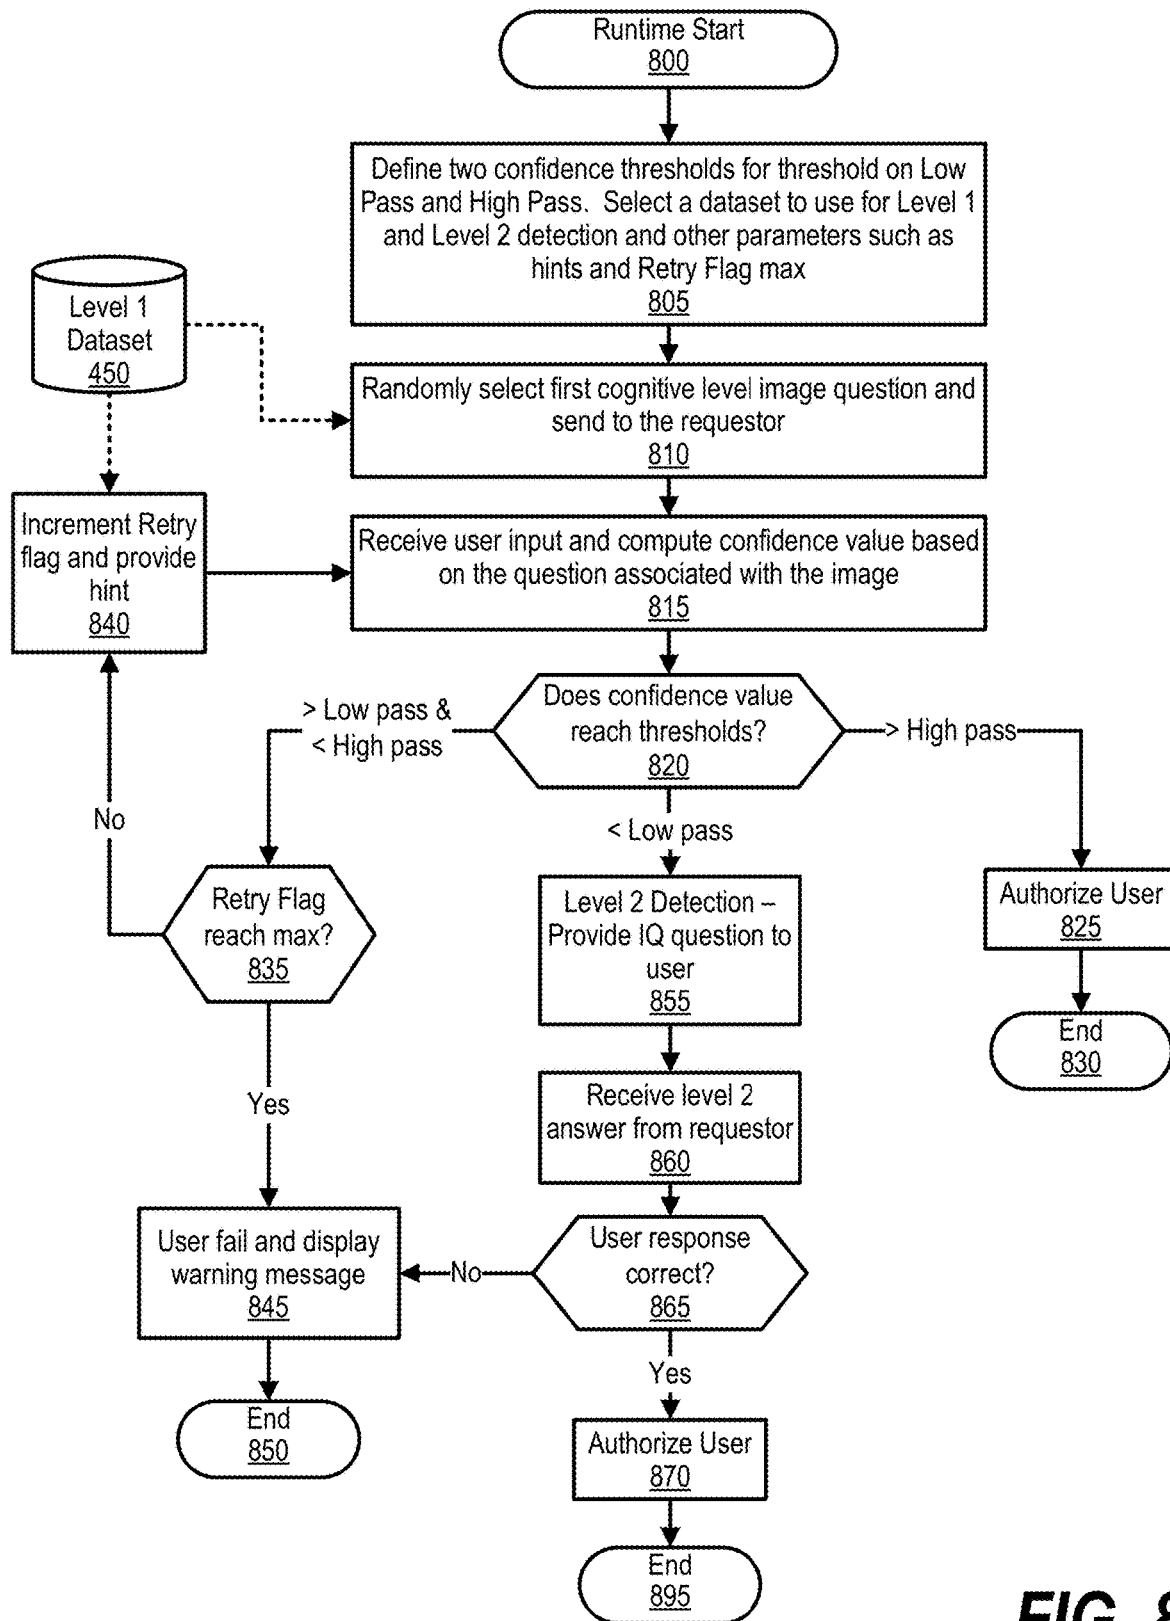 Runtime Start
800
Define two confidence thresholds for threshold on Low
Pass and High Pass. Select a dataset to use for Level 1
and Level 2 detection and other parameters such as
hints and Retry Flag max
805
Level 1
Dataset
450
Randomly select first cognitive level image question and
send to the requestor
810
Increment Retry
flag and provide
hint
840
Receive user input and compute confidence value based
on the question associated with the image
815
Does confidence value
reach thresholds?
820
> Low pass &
< High pass
> High pass
< Low pass
No
Retry Flag
reach max?
835
Level 2 Detection –
Provide IQ question to
user
855
Authorize User
825
End
830
Receive level 2
answer from requestor
860
Yes
User fail and display
warning message
845
No
User response
correct?
865
Yes
End
850
Authorize User
870
End
895
FIG. 8